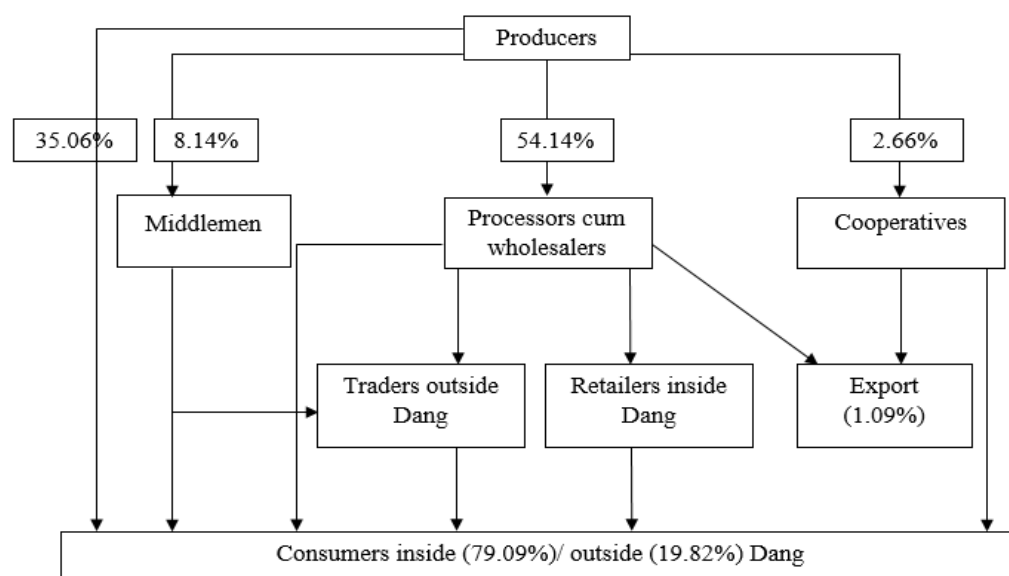 Producers
35.06%
8.14%
54.14%
2.66%
Middlemen
Processors cum
wholesalers
Cooperatives
Traders outside
Dang
Retailers inside
Dang
Export
(1.09%)
Consumers inside (79.09%)/ outside (19.82%) Dang